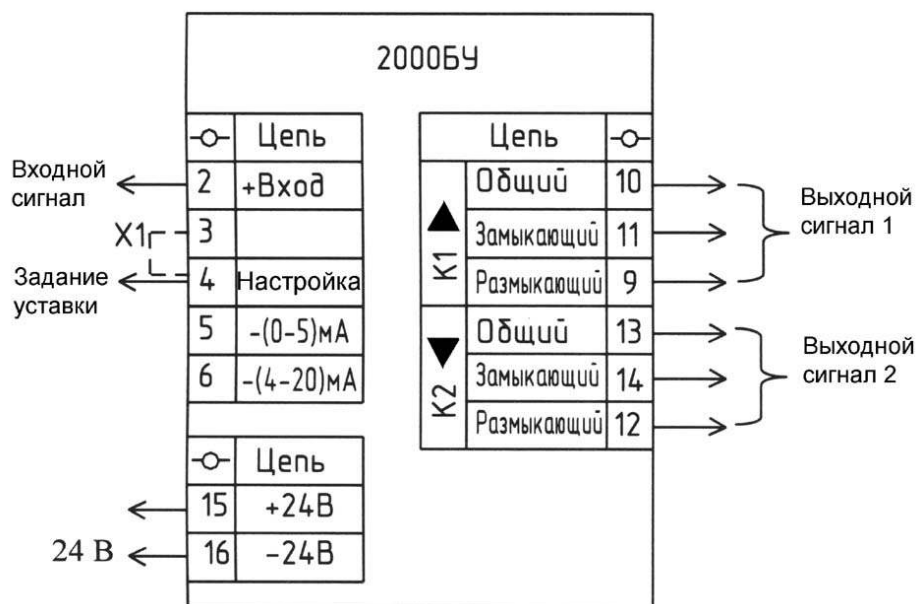 2000БУ
Цепь
Входной
сигнал
2 +Вход
X1
3
Задание
уставки
4 Настройка
5 -(0-5)мА
6 -(4-20)мА
Цепь
15 +24В
24 В
16 -24В
Цепь
К1
Общий 10
Замыкающий 11
Размыкающий 9
Выходной
сигнал 1
К2
Общий 13
Замыкающий 14
Размыкающий 12
Выходной
сигнал 2